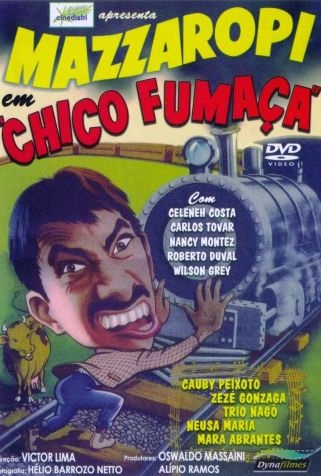 cinedistri
apresenta
MAZZAROPI
em
"CHICO FUMAÇA"
DVD
VIDEO
Com
CELENEH COSTA
CARLOS TOVAR
NANCY MONTEZ
ROBERTO DUVAL
WILSON GREY
CAUBY PEIXOTO
ZEZÉ GONZAGA
TRIO NAGÔ
NEUSA MARIA
MARA ABRANTES
ireção: VICTOR LIMA
otografia: HÉLIO BARROZO NETTO
Produtores: OSWALDO MASSAINI
ALÍPIO RAMOS
Dynafilmes